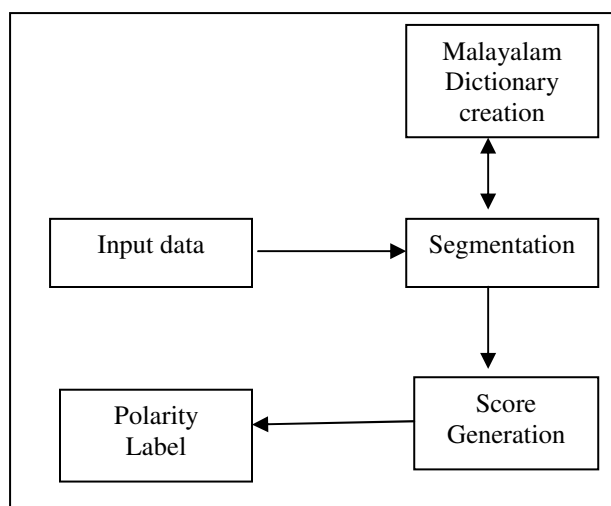 Malayalam
Dictionary
creation
Input data
Segmentation
Score
Generation
Polarity
Label